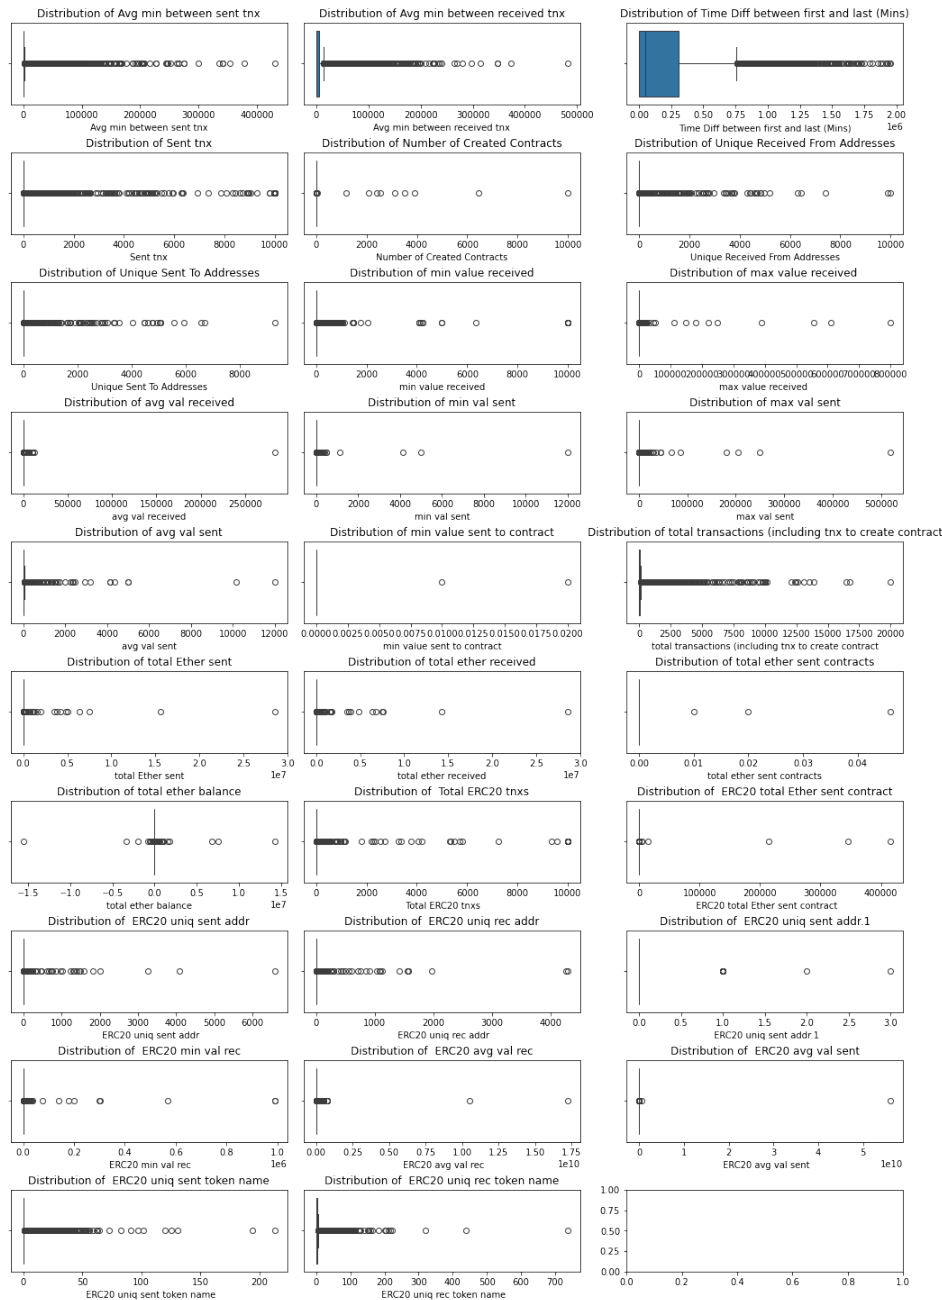 Distribution of Avg min between sent tnx
Distribution of Avg min between received tnx
Distribution of Time Diff between first and last (Mins)
0 100000 200000 300000 400000
0 100000 200000 300000 400000 500000
0.00 0.25 0.50 0.75 1.00 1.25 1.50 1.75 2.00
1e6
Avg min between sent tnx
Avg min between received tnx
Time Diff between first and last (Mins)
Distribution of Sent tnx
Distribution of Number of Created Contracts
Distribution of Unique Received From Addresses
0 2000 4000 6000 8000 10000
0 2000 4000 6000 8000 10000
0 2000 4000 6000 8000 10000
Sent tnx
Number of Created Contracts
Unique Received From Addresses
Distribution of Unique Sent To Addresses
Distribution of min value received
Distribution of max value received
0 2000 4000 6000 8000
0 2000 4000 6000 8000 10000
0 100000 200000 300000 400000 500000 600000 700000 800000
Unique Sent To Addresses
min value received
max value received
Distribution of avg val received
Distribution of min val sent
Distribution of max val sent
0 50000 100000 150000 200000 250000
0 2000 4000 6000 8000 10000 12000
0 100000 200000 300000 400000 500000
avg val received
min val sent
max val sent
Distribution of avg val sent
Distribution of min value sent to contract
Distribution of total transactions (including tnx to create contract
0 2000 4000 6000 8000 10000 12000
0.0000 0.0025 0.0050 0.0075 0.0100 0.0125 0.0150 0.0175 0.0200
0 2500 5000 7500 10000 12500 15000 17500 20000
avg val sent
min value sent to contract
total transactions (including tnx to create contract
Distribution of total Ether sent
Distribution of total ether received
Distribution of total ether sent contracts
0.0 0.5 1.0 1.5 2.0 2.5 3.0
1e7
0.0 0.5 1.0 1.5 2.0 2.5 3.0
1e7
0.00 0.01 0.02 0.03 0.04
total Ether sent
total ether received
total ether sent contracts
Distribution of total ether balance
Distribution of  Total ERC20 tnxs
Distribution of  ERC20 total Ether sent contract
−1.5 −1.0 −0.5 0.0 0.5 1.0 1.5
1e7
0 2000 4000 6000 8000 10000
0 100000 200000 300000 400000
total ether balance
Total ERC20 tnxs
ERC20 total Ether sent contract
Distribution of  ERC20 uniq sent addr
Distribution of  ERC20 uniq rec addr
Distribution of  ERC20 uniq sent addr.1
0 1000 2000 3000 4000 5000 6000
0 1000 2000 3000 4000
0.0 0.5 1.0 1.5 2.0 2.5 3.0
ERC20 uniq sent addr
ERC20 uniq rec addr
ERC20 uniq sent addr.1
Distribution of  ERC20 min val rec
Distribution of  ERC20 avg val rec
Distribution of  ERC20 avg val sent
0.0 0.2 0.4 0.6 0.8 1.0
1e6
0.00 0.25 0.50 0.75 1.00 1.25 1.50 1.75
1e10
0 1 2 3 4 5
1e10
ERC20 min val rec
ERC20 avg val rec
ERC20 avg val sent
Distribution of  ERC20 uniq sent token name
Distribution of  ERC20 uniq rec token name
1.00
0.75
0.50
0.25
0.00
0 50 100 150 200
0 100 200 300 400 500 600 700
0.0 0.2 0.4 0.6 0.8 1.0
ERC20 uniq sent token name
ERC20 uniq rec token name